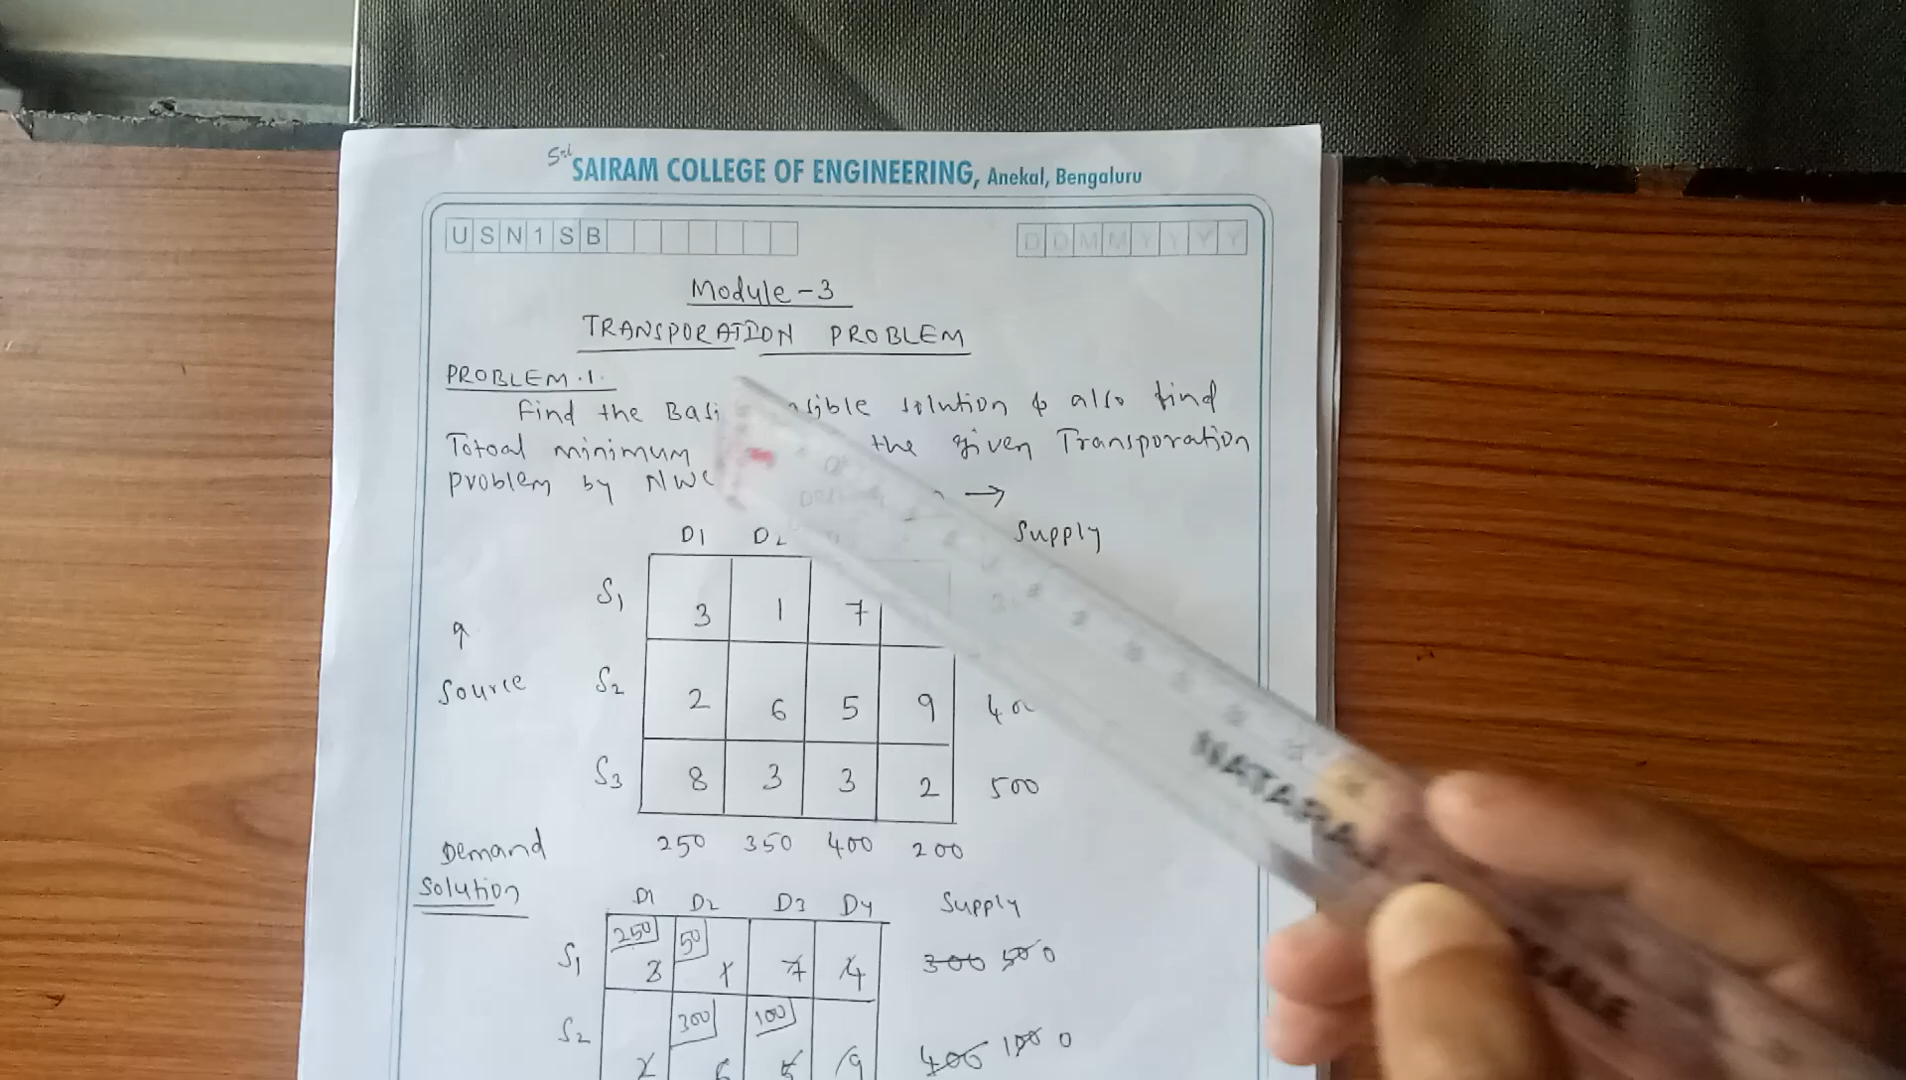 Sri
SAIRAM COLLEGE OF ENGINEERING, Anekal, Bengaluru
U S N 1 S B
D D M M Y Y Y Y
Module - 3
TRANSPORATION PROBLEM
PROBLEM.1.
Find the Basi sible solution & also find
Totoal minimum the given Transporation
problem by NWC →
D1 D2 Supply
S1 3 1 7
Source
S2 2 6 5 9 40
S3 8 3 3 2 500
Demand 250 350 400 200
Solution
D1 D2 D3 D4 Supply
S1 250 3 50 1 7 4 300 50 0
S2 2 300 6 100 5 9 400 100 0
NATARAJ